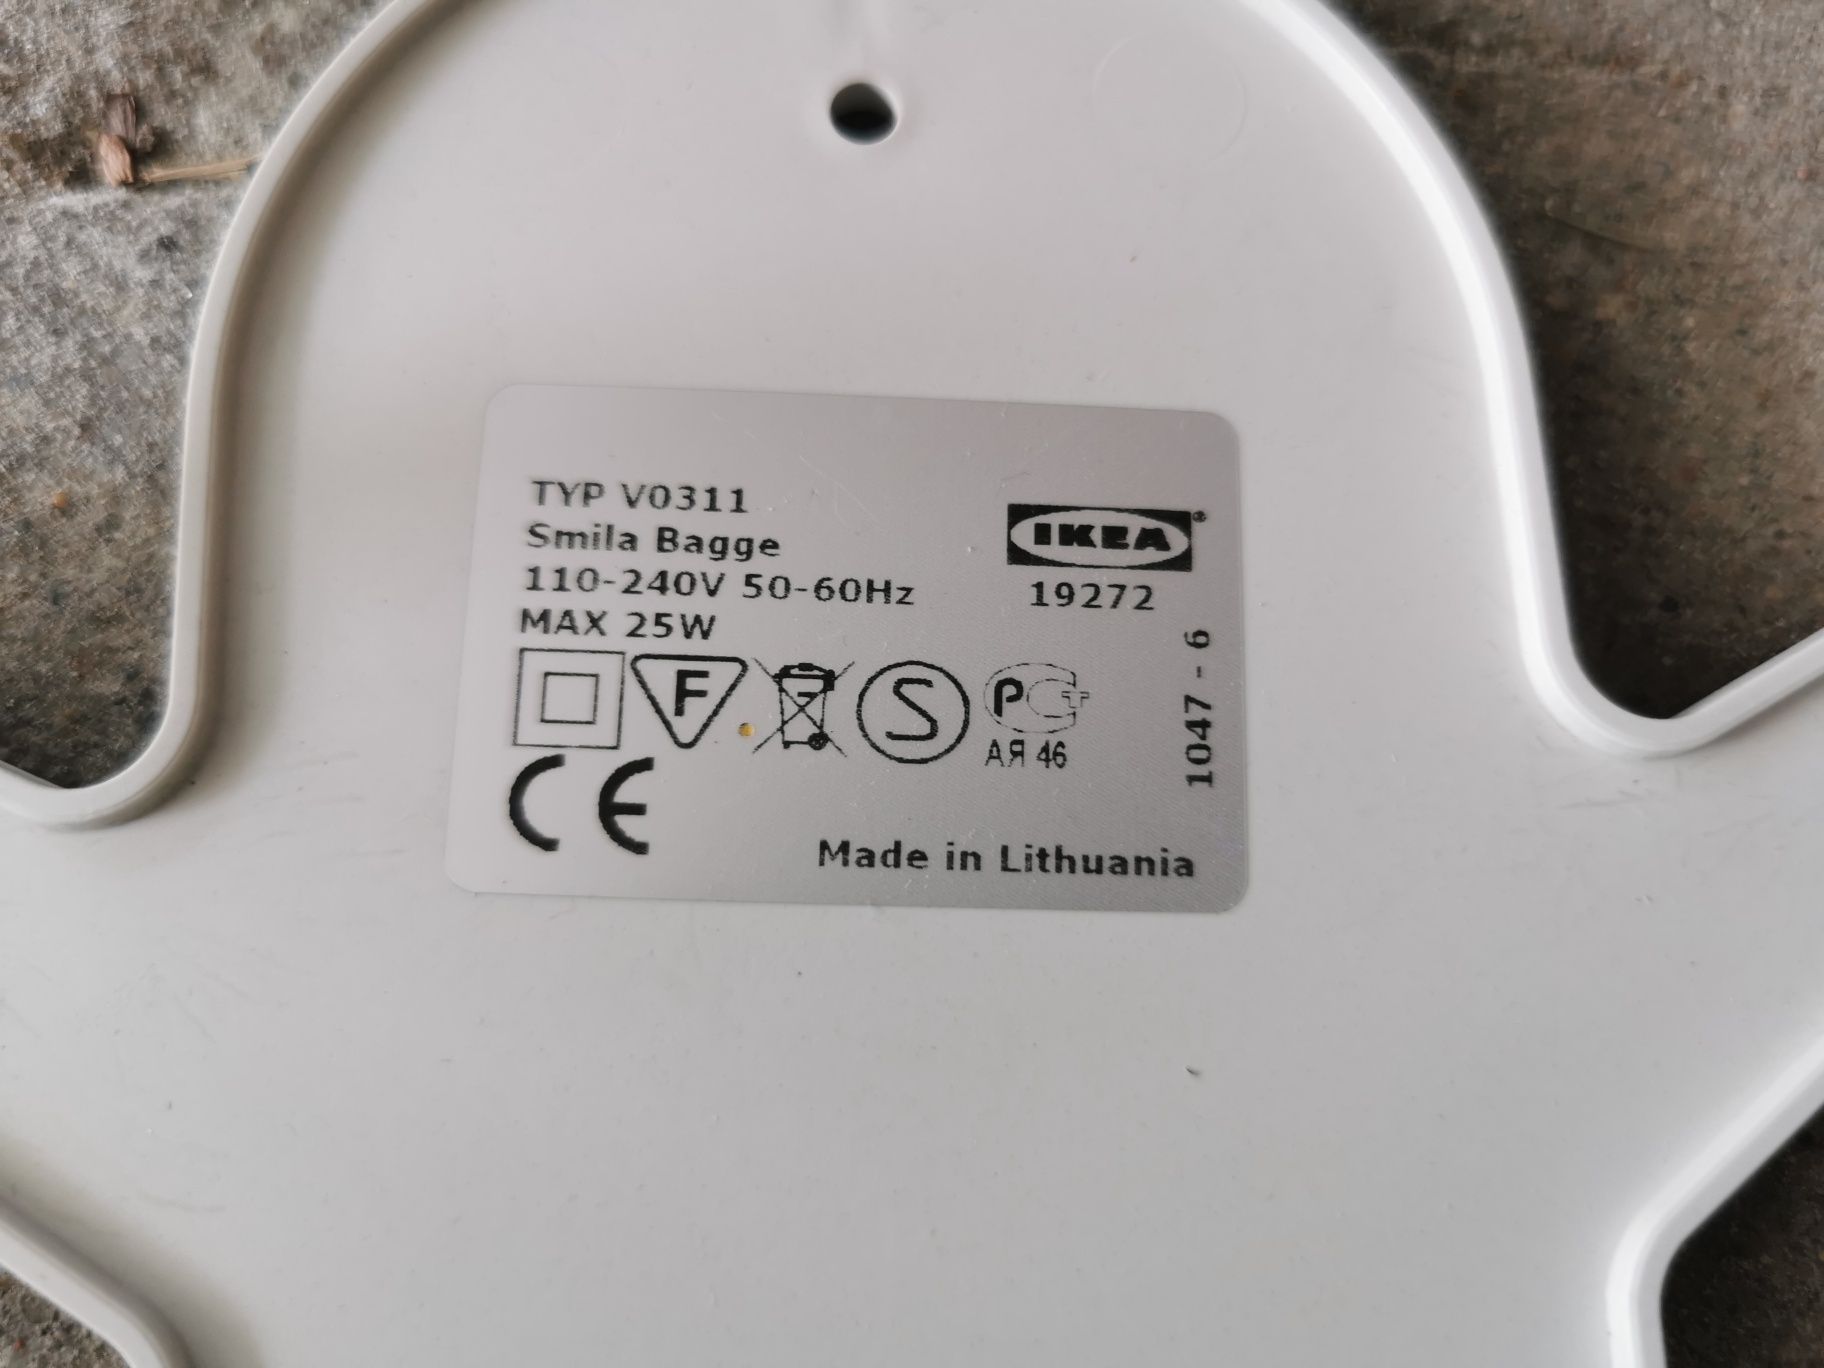 TYP V0311
Smila Bagge
110-240V 50-60Hz
MAX 25W
IKEA®
19272
1047 - 6
F
S
PC+
АЯ 46
CE
Made in Lithuania